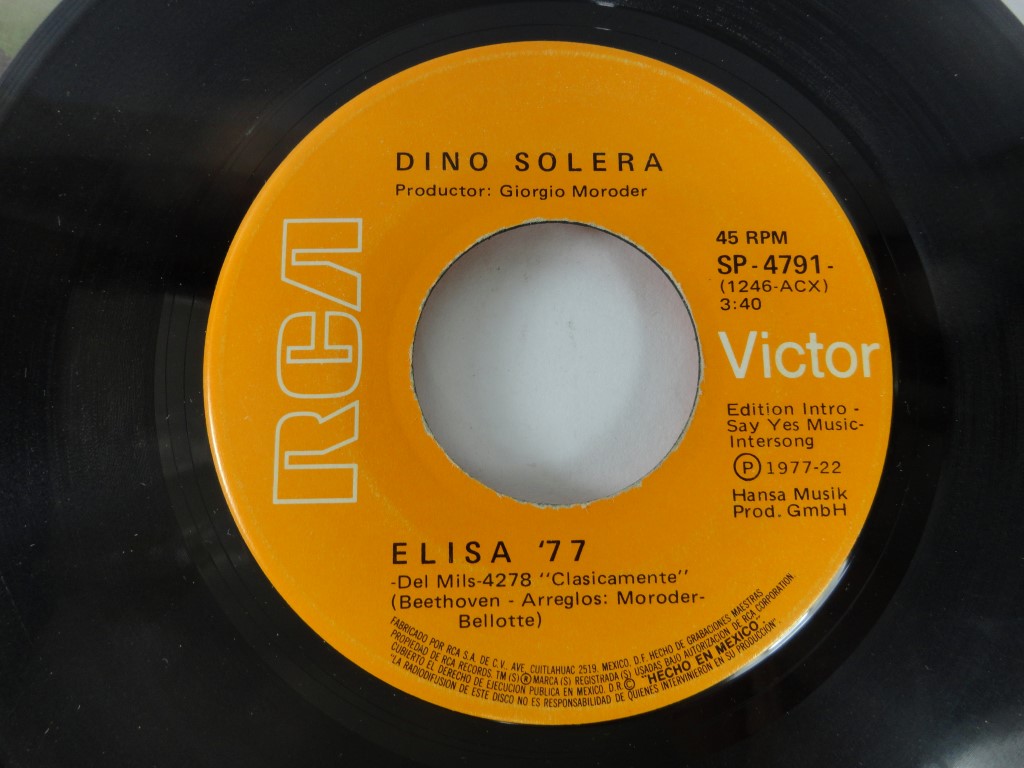 DINO SOLERA
Productor: Giorgio Moroder
RCA
45 RPM
SP-4791-
(1246-ACX)
3:40
Victor
Edition Intro -
Say Yes Music-
Intersong
Ⓟ 1977-22
Hansa Musik
Prod. GmbH
ELISA '77
-Del Mils-4278 "Clasicamente"
(Beethoven - Arreglos: Moroder-
Bellotte)
FABRICADO POR RCA S.A. DE C.V., AVE. CUITLAHUAC 2519. MEXICO, D.F. HECHO DE GRABACIONES MAESTRAS
PROPIEDAD DE RCA RECORDS. TM (S) ® MARCA (S) REGISTRADA (S) USADAS BAJO AUTORIZACION DE RCA CORPORATION.
CUBIERTO EL DERECHO DE EJECUCION PUBLICA EN MEXICO. D.R. © "HECHO EN MEXICO".
"LA RADIODIFUSION DE ESTE DISCO NO ES RESPONSABILIDAD DE QUIENES INTERVINIERON EN SU PRODUCCIÓN".